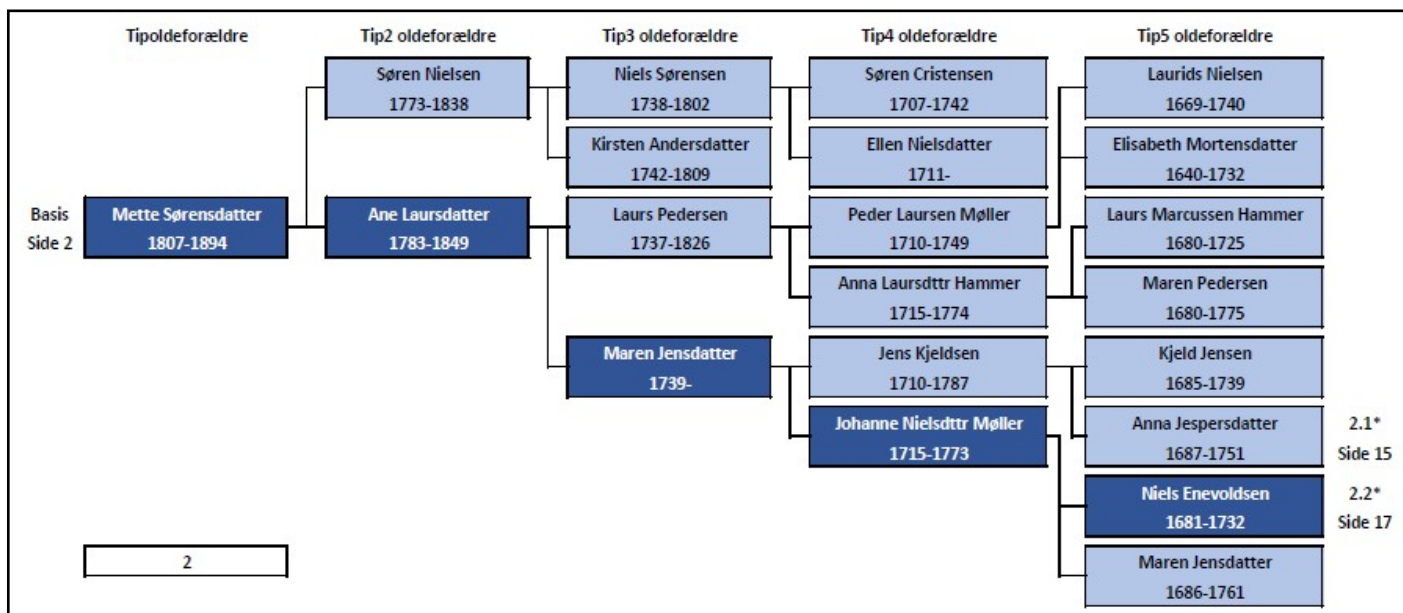 Tipoldeforældre Tip2 oldeforældre Tip3 oldeforældre Tip4 oldeforældre Tip5 oldeforældre
Søren Nielsen Niels Sørensen Søren Cristensen Laurids Nielsen
1773-1838 1738-1802 1707-1742 1669-1740
Kirsten Andersdatter Ellen Nielsdatter Elisabeth Mortensdatter
1742-1809 1711- 1640-1732
Basis Mette Sørensdatter Ane Laursdatter Laurs Pedersen Peder Laursen Møller Laurs Marcussen Hammer
Side 2 1807-1894 1783-1849 1737-1826 1710-1749 1680-1725
Anna Laursdttr Hammer Maren Pedersen
1715-1774 1680-1775
Maren Jensdatter Jens Kjeldsen Kjeld Jensen
1739- 1710-1787 1685-1739
Johanne Nielsdttr Møller Anna Jespersdatter 2.1*
1715-1773 1687-1751 Side 15
Niels Enevoldsen 2.2*
1681-1732 Side 17
2 Maren Jensdatter
1686-1761